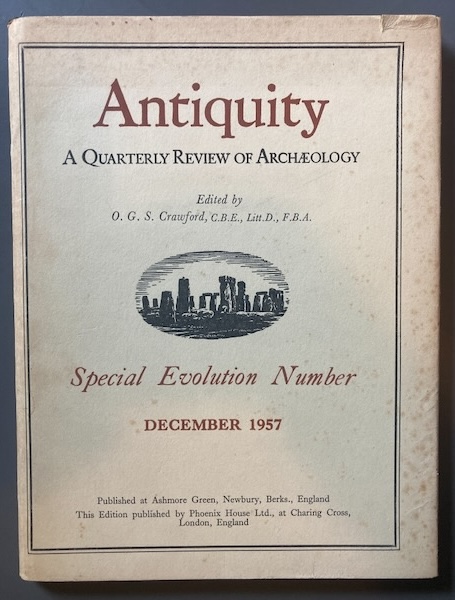 Antiquity
A QUARTERLY REVIEW OF ARCHÆOLOGY
Edited by
O. G. S. Crawford, C.B.E., Litt.D., F.B.A.
Special Evolution Number
DECEMBER 1957
Published at Ashmore Green, Newbury, Berks., England
This Edition published by Phoenix House Ltd., at Charing Cross,
London, England